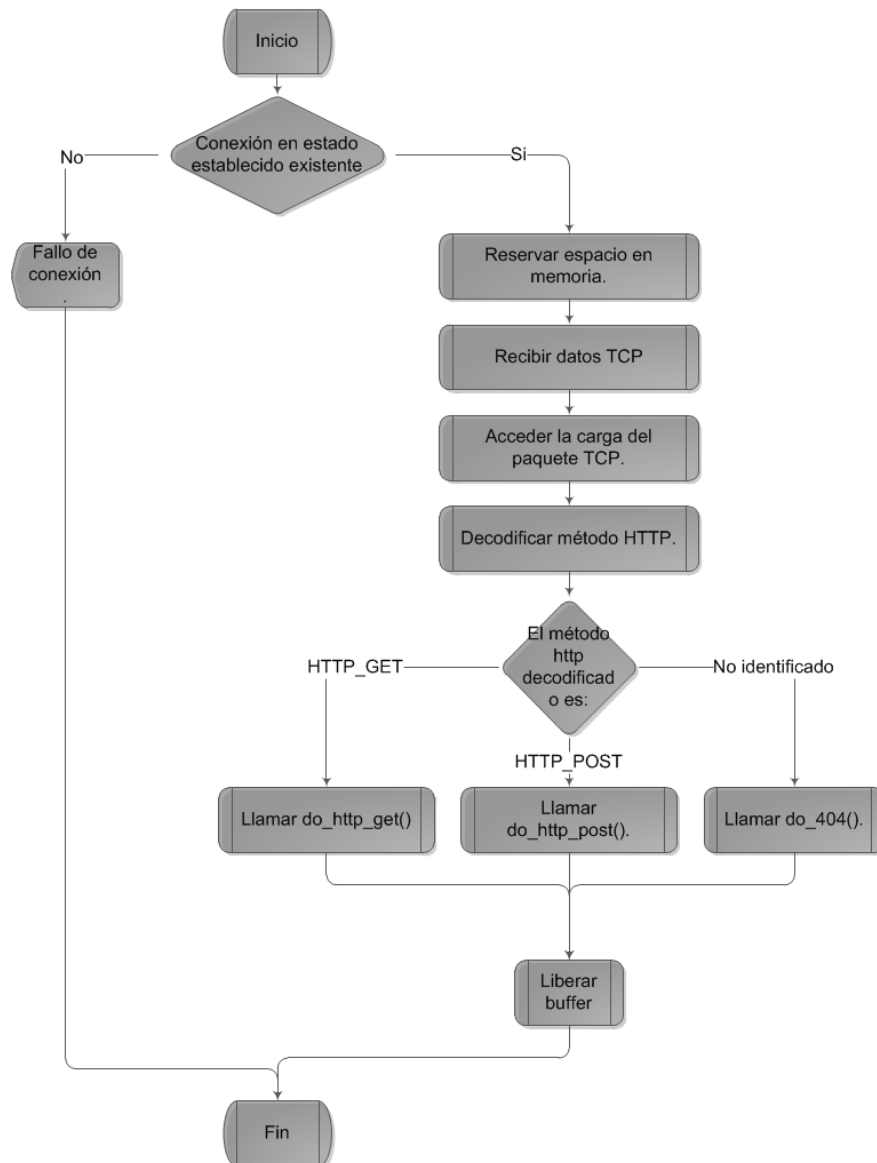 Inicio
Conexión en estado
establecido existente
No
Si
Fallo de
conexión
.
Reservar espacio en
memoria.
Recibir datos TCP
Acceder la carga del
paquete TCP.
Decodificar método HTTP.
El método
http
decodificad
o es:
HTTP_GET
No identificado
HTTP_POST
Llamar do_http_get()
Llamar
do_http_post().
Llamar do_404().
Liberar
buffer
Fin